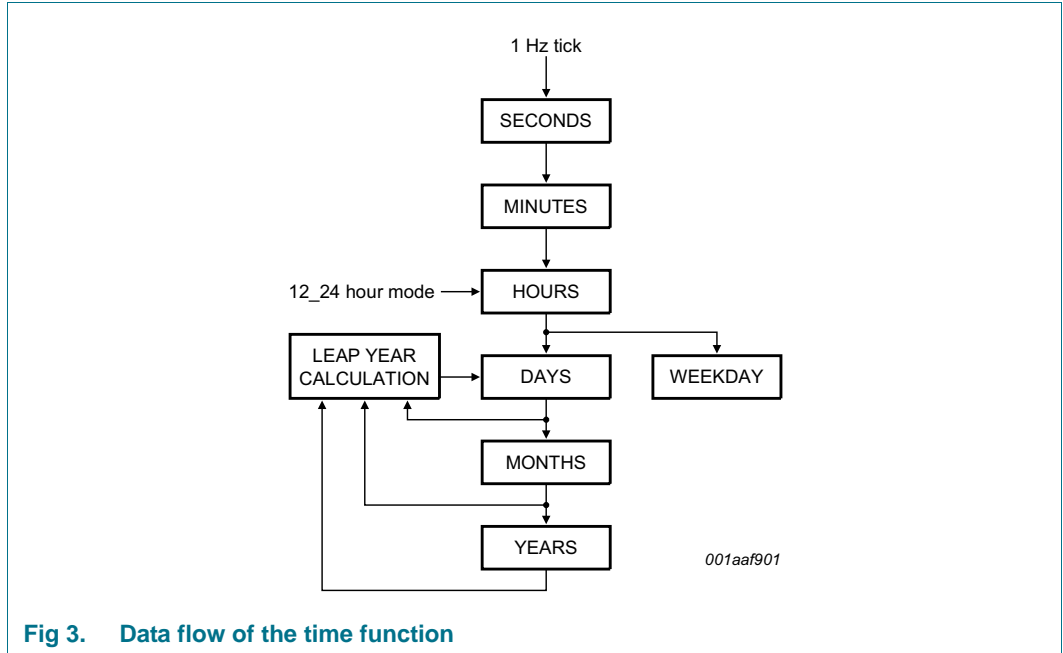 1 Hz tick
SECONDS
MINUTES
12_24 hour mode
HOURS
LEAP YEAR
CALCULATION
DAYS
WEEKDAY
MONTHS
YEARS
001aaf901
Fig 3. Data flow of the time function